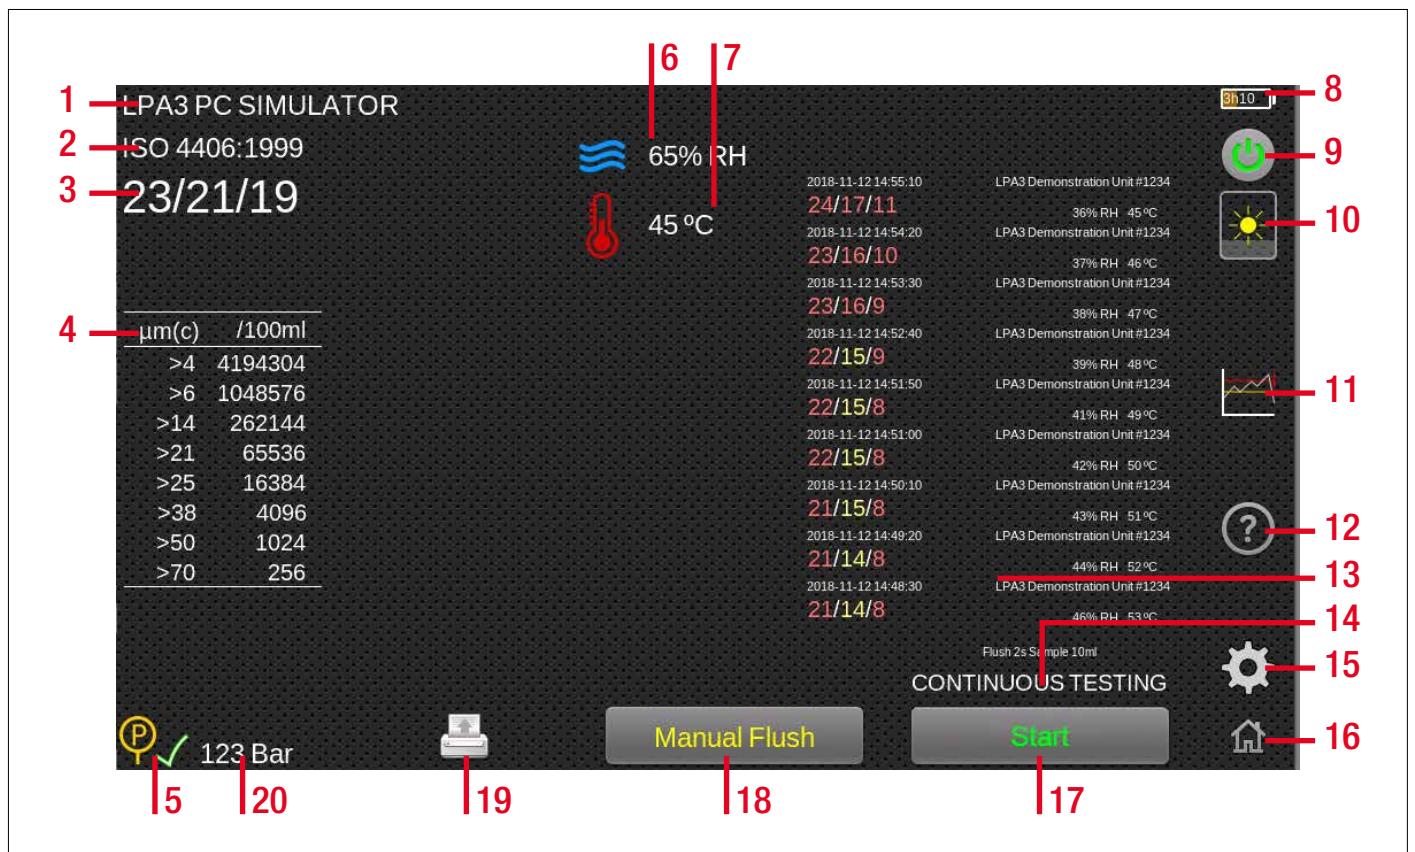 6 7
1 LPA3 PC SIMULATOR
3h10 8
2 ISO 4406:1999
65% RH
9
3 23/21/19
45 ºC
10
2018-11-12 14:55:10 LPA3 Demonstration Unit #1234
24/17/11 36% RH 45 ºC
2018-11-12 14:54:20 LPA3 Demonstration Unit #1234
23/16/10 37% RH 46 ºC
2018-11-12 14:53:30 LPA3 Demonstration Unit #1234
23/16/9 38% RH 47 ºC
2018-11-12 14:52:40 LPA3 Demonstration Unit #1234
22/15/9 39% RH 48 ºC
2018-11-12 14:51:50 LPA3 Demonstration Unit #1234
22/15/8 41% RH 49 ºC
2018-11-12 14:51:00 LPA3 Demonstration Unit #1234
22/15/8 42% RH 50 ºC
2018-11-12 14:50:10 LPA3 Demonstration Unit #1234
21/15/8 43% RH 51 ºC
2018-11-12 14:49:20 LPA3 Demonstration Unit #1234
21/14/8 44% RH 52 ºC
2018-11-12 14:48:30 LPA3 Demonstration Unit #1234
21/14/8 46% RH 53 ºC
4 µm(c) /100ml
>4 4194304
>6 1048576
>14 262144
>21 65536
>25 16384
>38 4096
>50 1024
>70 256
11
?
12
13
14
Flush 2s Sample 10ml
15
CONTINUOUS TESTING
P 123 Bar
Manual Flush
Start
16
5 20 19 18 17